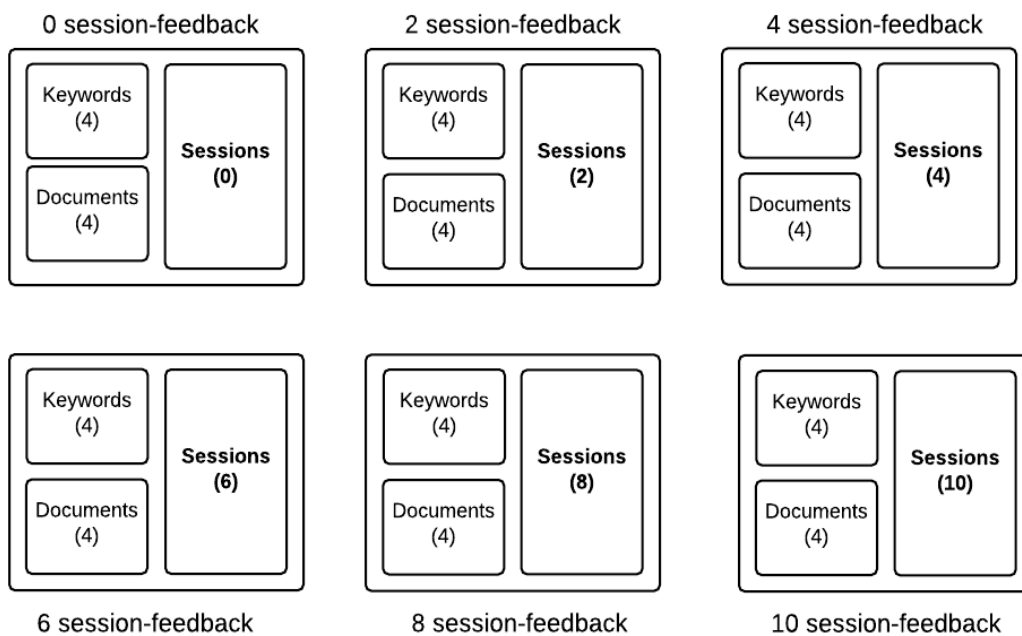 0 session-feedback
2 session-feedback
4 session-feedback
Keywords
(4)
Documents
(4)
Sessions
(0)
Keywords
(4)
Documents
(4)
Sessions
(2)
Keywords
(4)
Documents
(4)
Sessions
(4)
Keywords
(4)
Documents
(4)
Sessions
(6)
Keywords
(4)
Documents
(4)
Sessions
(8)
Keywords
(4)
Documents
(4)
Sessions
(10)
6 session-feedback
8 session-feedback
10 session-feedback